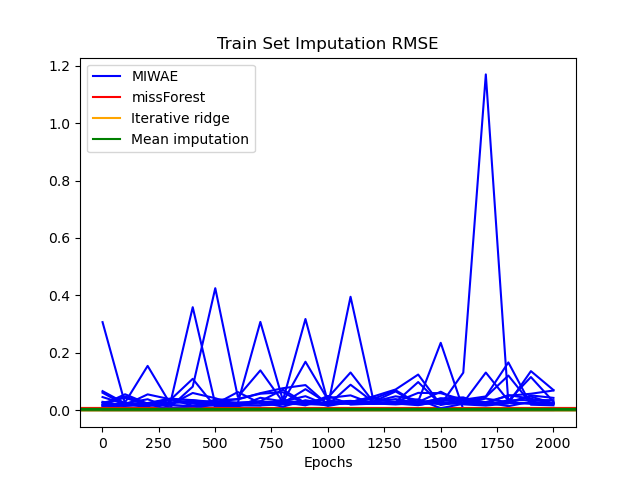 Train Set Imputation RMSE
MIWAE
missForest
Iterative ridge
Mean imputation
1.2
1.0
0.8
0.6
0.4
0.2
0.0
0 250 500 750 1000 1250 1500 1750 2000
Epochs